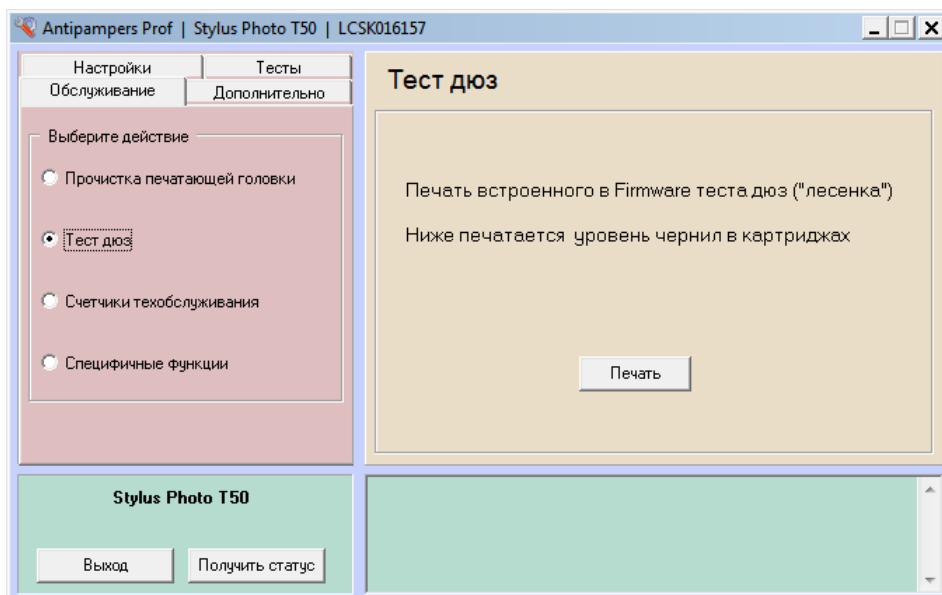 Antipampers Prof | Stylus Photo T50 | LCSK016157
Настройки
Тесты
Обслуживание
Дополнительно
Выберите действие
Прочистка печатающей головки
Тест дюз
Счетчики техобслуживания
Специфичные функции
Тест дюз
Печать встроенного в Firmware теста дюз ("лесенка")
Ниже печатается уровень чернил в картриджах
Печать
Stylus Photo T50
Выход
Получить статус